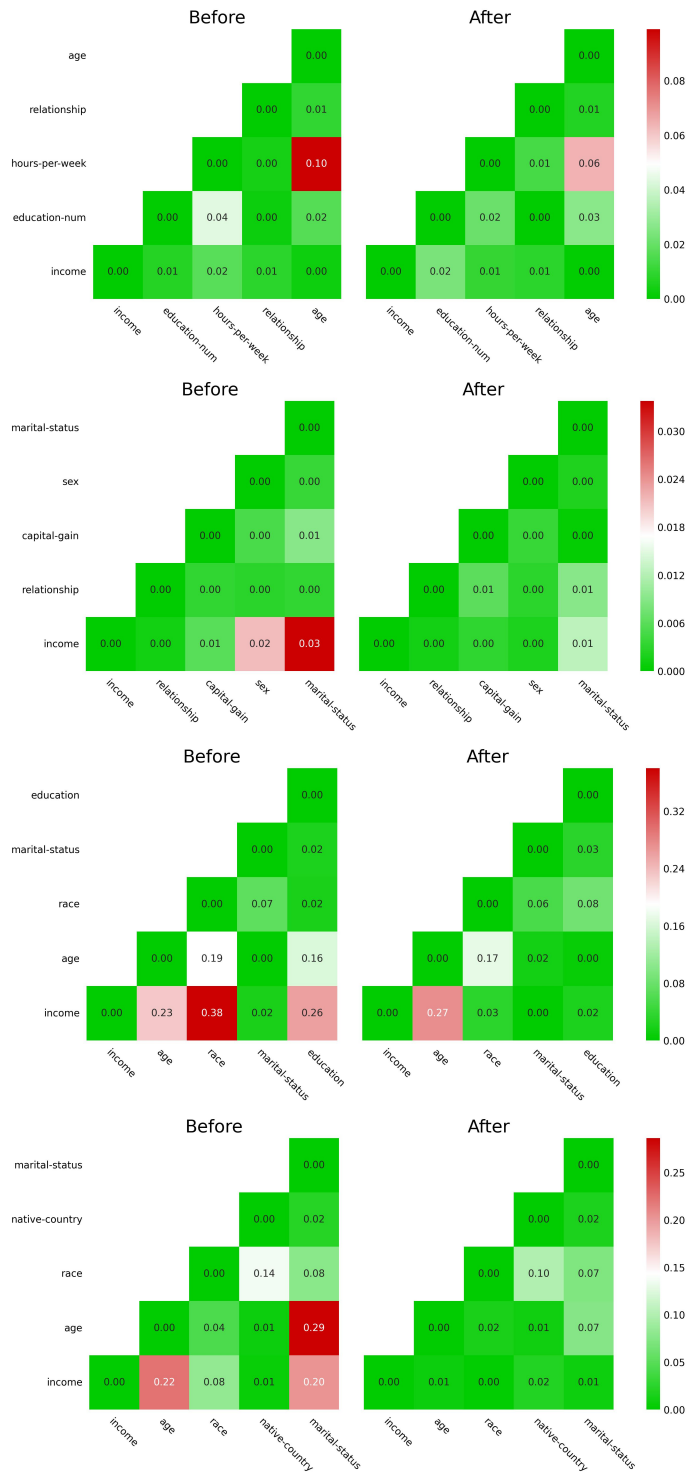 Before After
age 0.00 0.00 0.08
relationship 0.00 0.01 0.00 0.01
0.06
hours-per-week 0.00 0.00 0.10 0.00 0.01 0.06
0.04
education-num 0.00 0.04 0.00 0.02 0.00 0.02 0.00 0.03
0.02
income 0.00 0.01 0.02 0.01 0.00 0.00 0.02 0.01 0.01 0.00
0.00
income education-num hours-per-week relationship age income education-num hours-per-week relationship age
Before After
marital-status 0.00 0.00 0.030
sex 0.00 0.00 0.00 0.00 0.024
capital-gain 0.00 0.00 0.01 0.00 0.00 0.00 0.018
0.012
relationship 0.00 0.00 0.00 0.00 0.00 0.01 0.00 0.01
0.006
income 0.00 0.00 0.01 0.02 0.03 0.00 0.00 0.00 0.00 0.01
0.000
income relationship capital-gain sex marital-status income relationship capital-gain sex marital-status
Before After
education 0.00 0.00 0.32
marital-status 0.00 0.02 0.00 0.03
0.24
race 0.00 0.07 0.02 0.00 0.06 0.08
0.16
age 0.00 0.19 0.00 0.16 0.00 0.17 0.02 0.00
0.08
income 0.00 0.23 0.38 0.02 0.26 0.00 0.27 0.03 0.00 0.02
0.00
income age race marital-status education income age race marital-status education
Before After
marital-status 0.00 0.00 0.25
native-country 0.00 0.02 0.00 0.02 0.20
race 0.00 0.14 0.08 0.00 0.10 0.07 0.15
0.10
age 0.00 0.04 0.01 0.29 0.00 0.02 0.01 0.07
0.05
income 0.00 0.22 0.08 0.01 0.20 0.00 0.01 0.00 0.02 0.01
0.00
income age race native-country marital-status income age race native-country marital-status